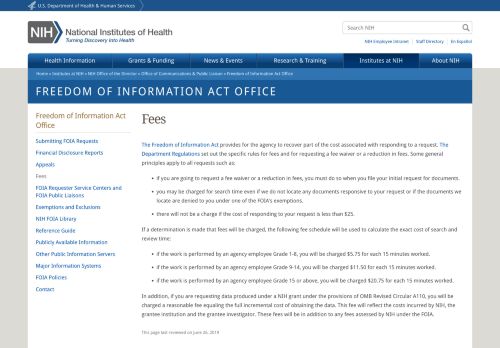 U.S. Department of Health & Human Services
NIH
National Institutes of Health
Turning Discovery Into Health
Search NIH
NIH Employee Intranet
Staff Directory
En Español
Health Information
Grants & Funding
News & Events
Research & Training
Institutes at NIH
About NIH
Home » Institutes at NIH » NIH Office of the Director » Office of Communications & Public Liaison » Freedom of Information Act Office
FREEDOM OF INFORMATION ACT OFFICE
Freedom of Information Act
Office
Submitting FOIA Requests
Financial Disclosure Reports
Appeals
Fees
FOIA Requester Service Centers and
FOIA Public Liaisons
Exemptions and Exclusions
NIH FOIA Library
Reference Guide
Publicly Available Information
Other Public Information Servers
Major Information Systems
FOIA Policies
Contact
Fees
The Freedom of Information Act provides for the agency to recover part of the cost associated with responding to a request. The
Department Regulations set out the specific rules for fees and for requesting a fee waiver or a reduction in fees. Some general
principles apply to all requests such as:
• if you are going to request a fee waiver or a reduction in fees, you must do so when you file your initial request for documents.
• you may be charged for search time even if we do not locate any documents responsive to your request or if the documents we
locate are denied to you under one of the FOIA's exemptions.
• there will not be a charge if the cost of responding to your request is less than $25.
If a determination is made that fees will be charged, the following fee schedule will be used to calculate the exact cost of search and
review time:
• if the work is performed by an agency employee Grade 1-8, you will be charged $5.75 for each 15 minutes worked.
• if the work is performed by an agency employee Grade 9-14, you will be charged $11.50 for each 15 minutes worked.
• if the work is performed by an agency employee Grade 15 or above, you will be charged $20.75 for each 15 minutes worked.
In addition, if you are requesting data produced under a NIH grant under the provisions of OMB Revised Circular A110, you will be
charged a reasonable fee equaling the full incremental cost of obtaining the data. This fee will reflect the costs incurred by NIH, the
grantee institution and the grantee investigator. These fees will be in addition to any fees assessed by NIH under the FOIA.
This page last reviewed on June 26, 2019